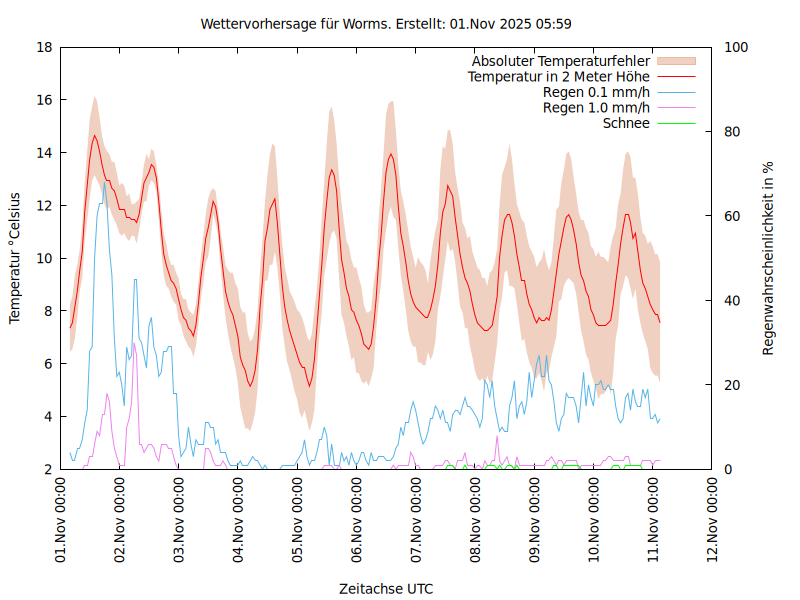 Wettervorhersage für Worms. Erstellt: 01.Nov 2025 05:59
Absoluter Temperaturfehler
Temperatur in 2 Meter Höhe
Regen 0.1 mm/h
Regen 1.0 mm/h
Schnee
Temperatur °Celsius
18
16
14
12
10
8
6
4
2
100
80
60
40
20
0
Regenwahrscheinlichkeit in %
01.Nov 00:00
02.Nov 00:00
03.Nov 00:00
04.Nov 00:00
05.Nov 00:00
06.Nov 00:00
07.Nov 00:00
08.Nov 00:00
09.Nov 00:00
10.Nov 00:00
11.Nov 00:00
12.Nov 00:00
Zeitachse UTC